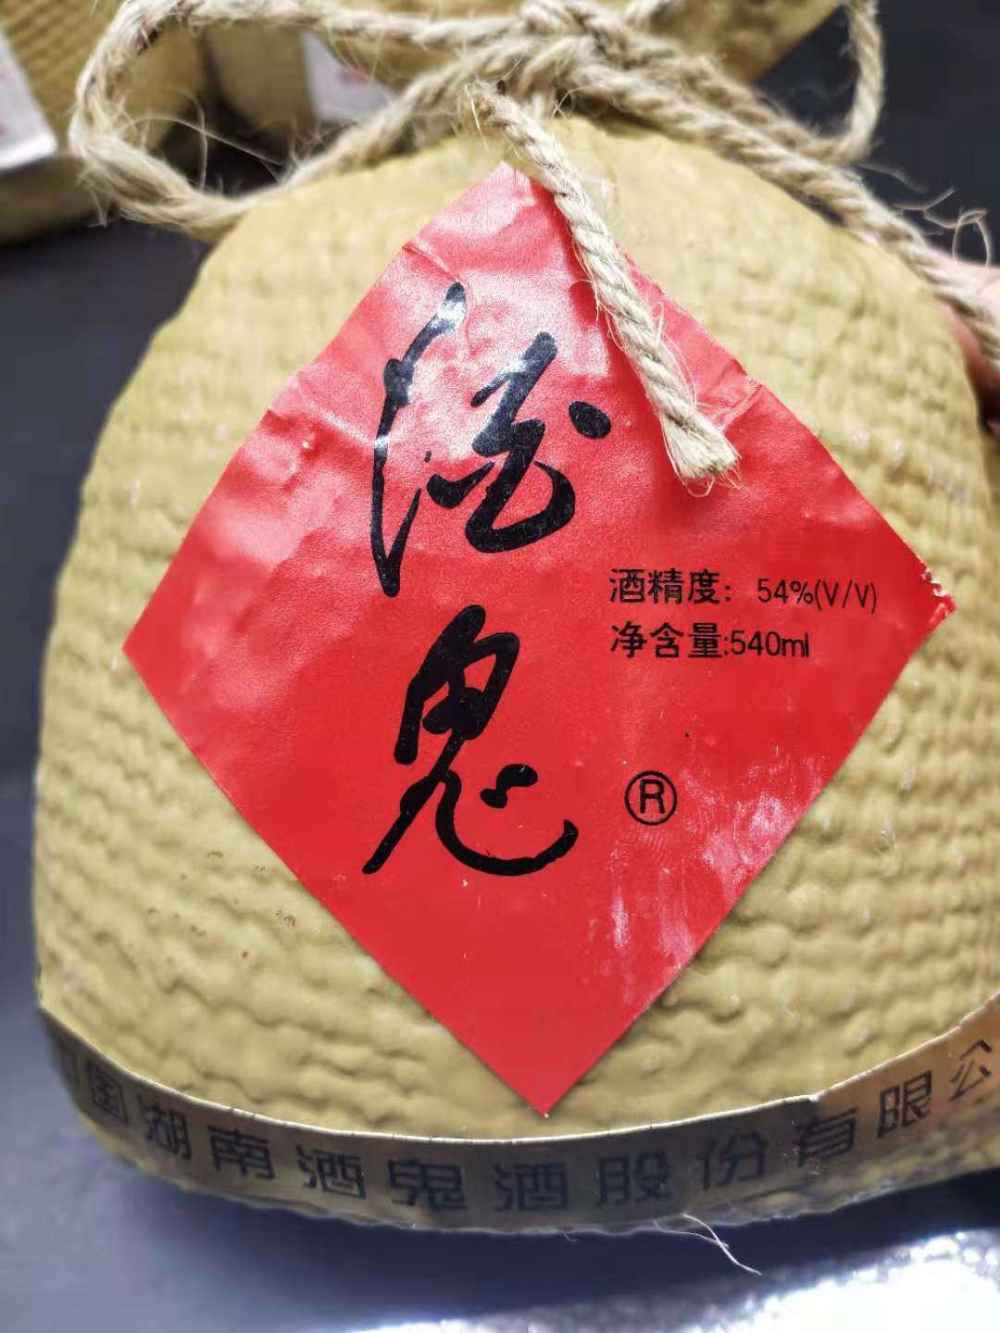 酒鬼
酒精度: 54%(V/V)
净含量:540ml
®
国湖南酒鬼酒股份有限公